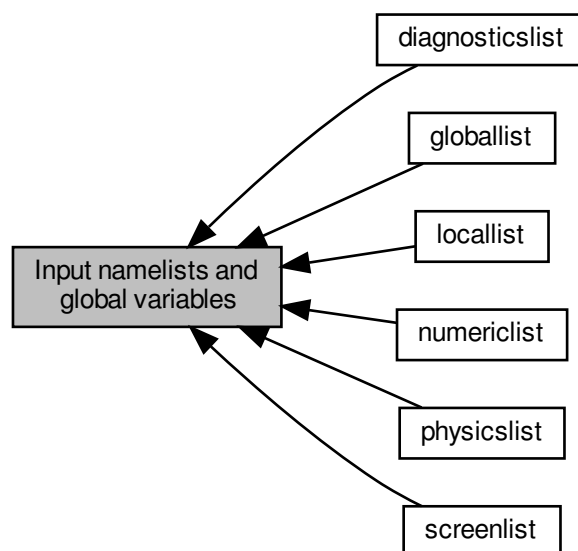 diagnosticslist
globallist
locallist
Input namelists and
global variables
numericlist
physicslist
screenlist